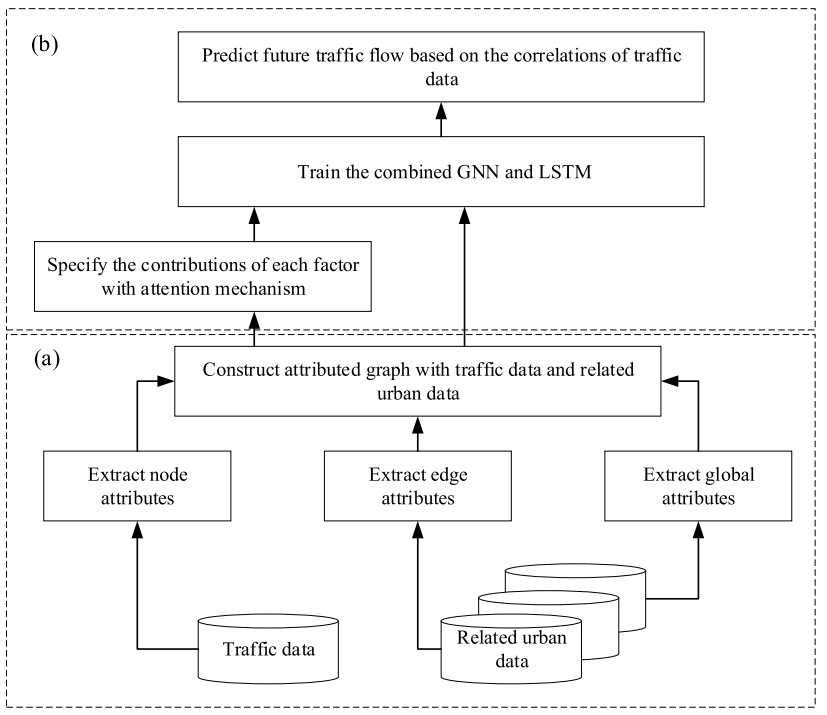 (b)
Predict future traffic flow based on the correlations of traffic
data
Train the combined GNN and LSTM
Specify the contributions of each factor
with attention mechanism
(a)
Construct attributed graph with traffic data and related
urban data
Extract node
attributes
Extract edge
attributes
Extract global
attributes
Traffic data
Related urban
data